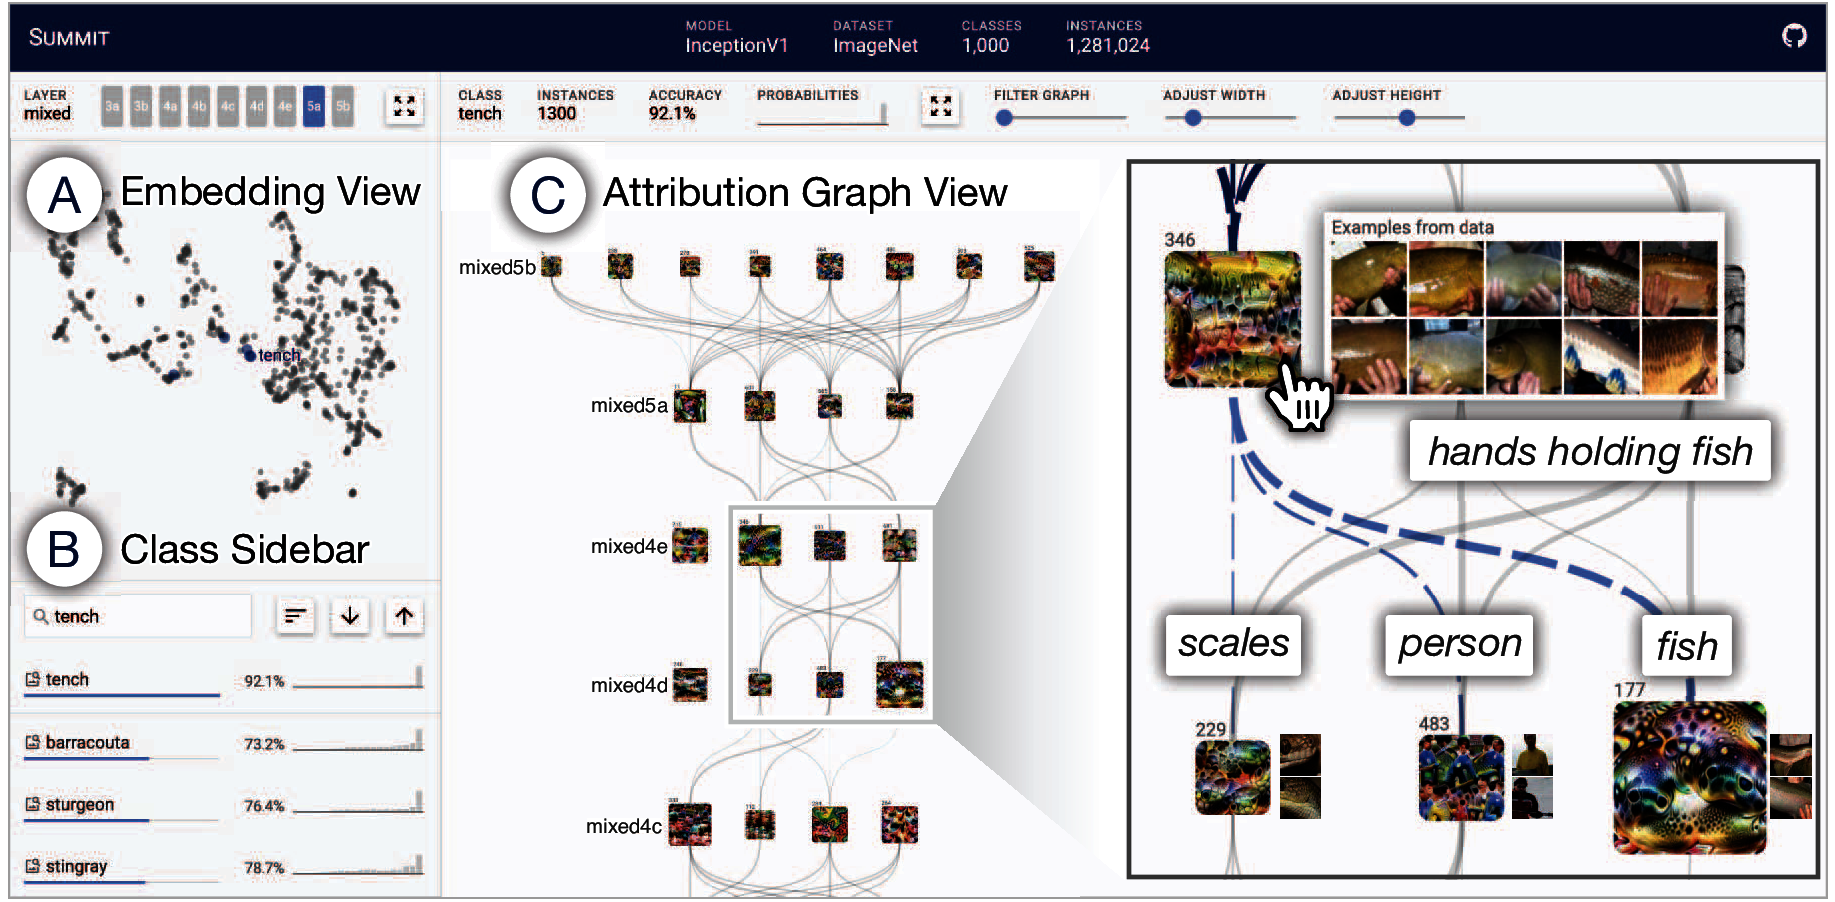 SUMMIT
MODEL
InceptionV1
DATASET
ImageNet
CLASSES
1,000
INSTANCES
1,281,024
LAYER
mixed
3a 3b 4a 4b 4c 4d 4e 5a 5b
CLASS
tench
INSTANCES
1300
ACCURACY
92.1%
PROBABILITIES
FILTER GRAPH
ADJUST WIDTH
ADJUST HEIGHT
A Embedding View
tench
B Class Sidebar
tench
tench 92.1%
barracouta 73.2%
sturgeon 76.4%
stingray 78.7%
C Attribution Graph View
mixed5b
mixed5a
mixed4e
mixed4d
mixed4c
346
Examples from data
hands holding fish
scales
person
fish
229
483
177